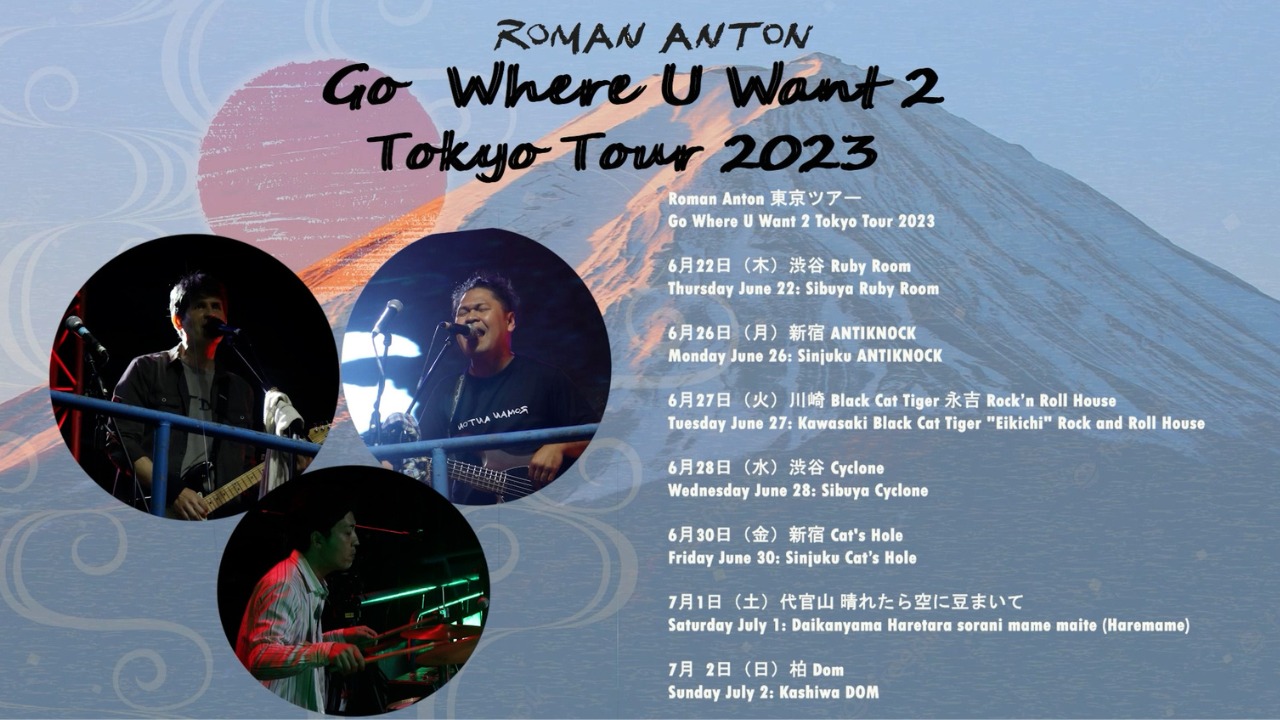 ROMAN ANTON
Go Where U Want 2
Tokyo Tour 2023
Roman Anton 東京ツアー
Go Where U Want 2 Tokyo Tour 2023
6月22日（木）渋谷 Ruby Room
Thursday June 22: Sibuya Ruby Room
6月26日（月）新宿 ANTIKNOCK
Monday June 26: Sinjuku ANTIKNOCK
6月27日（火）川崎 Black Cat Tiger 永吉 Rock'n Roll House
Tuesday June 27: Kawasaki Black Cat Tiger "Eikichi" Rock and Roll House
6月28日（水）渋谷 Cyclone
Wednesday June 28: Sibuya Cyclone
6月30日（金）新宿 Cat's Hole
Friday June 30: Sinjuku Cat's Hole
7月1日（土）代官山 晴れたら空に豆まいて
Saturday July 1: Daikanyama Haretara sorani mame maite (Haremame)
7月 2日（日）柏 Dom
Sunday July 2: Kashiwa DOM
ROMAN ANTON